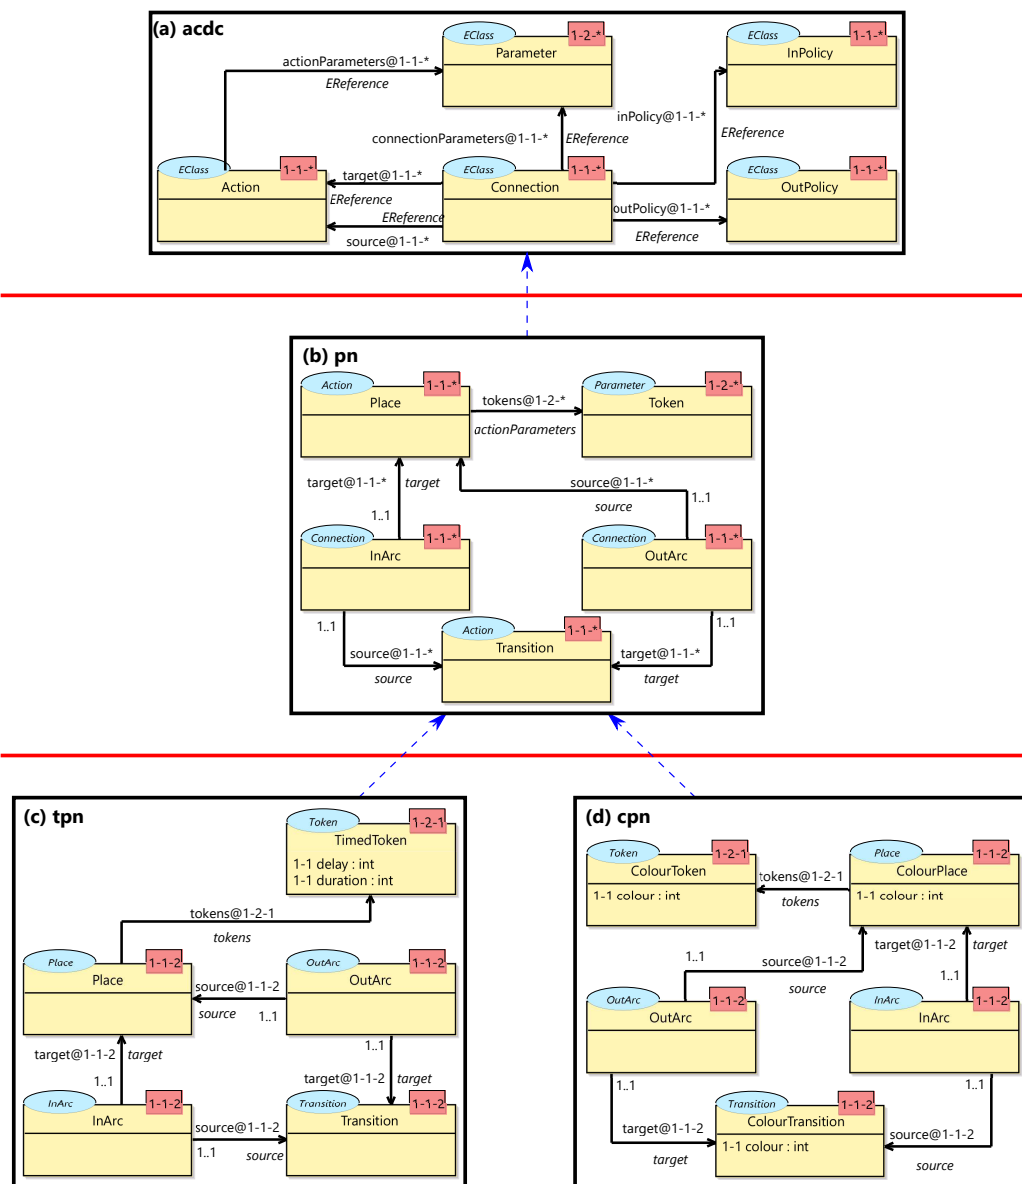 (a) acdc
EClass 1-2-*
Parameter
EClass 1-1-*
InPolicy
actionParameters@1-1-*
EReference
connectionParameters@1-1-*
EReference
inPolicy@1-1-*
EReference
EClass 1-1-*
Action
target@1-1-*
EReference
EReference
source@1-1-*
EClass 1-1-*
Connection
outPolicy@1-1-*
EReference
EClass 1-1-*
OutPolicy
(b) pn
Action 1-1-*
Place
tokens@1-2-*
actionParameters
Parameter 1-2-*
Token
target@1-1-*
target
1..1
source@1-1-*
source
1..1
Connection 1-1-*
InArc
Connection 1-1-*
OutArc
1..1
source@1-1-*
source
Action 1-1-*
Transition
1..1
target@1-1-*
target
(c) tpn
Token 1-2-1
TimedToken
1-1 delay : int
1-1 duration : int
tokens@1-2-1
tokens
Place 1-1-2
Place
source@1-1-2
source
1..1
OutArc 1-1-2
OutArc
target@1-1-2
target
1..1
1..1
target@1-1-2
target
InArc 1-1-2
InArc
source@1-1-2
1..1
source
Transition 1-1-2
Transition
(d) cpn
Token 1-2-1
ColourToken
1-1 colour : int
tokens@1-2-1
tokens
Place 1-1-2
ColourPlace
1-1 colour : int
1..1
source@1-1-2
source
target@1-1-2
target
1..1
OutArc 1-1-2
OutArc
InArc 1-1-2
InArc
1..1
target@1-1-2
target
Transition 1-1-2
ColourTransition
1-1 colour : int
1..1
source@1-1-2
source